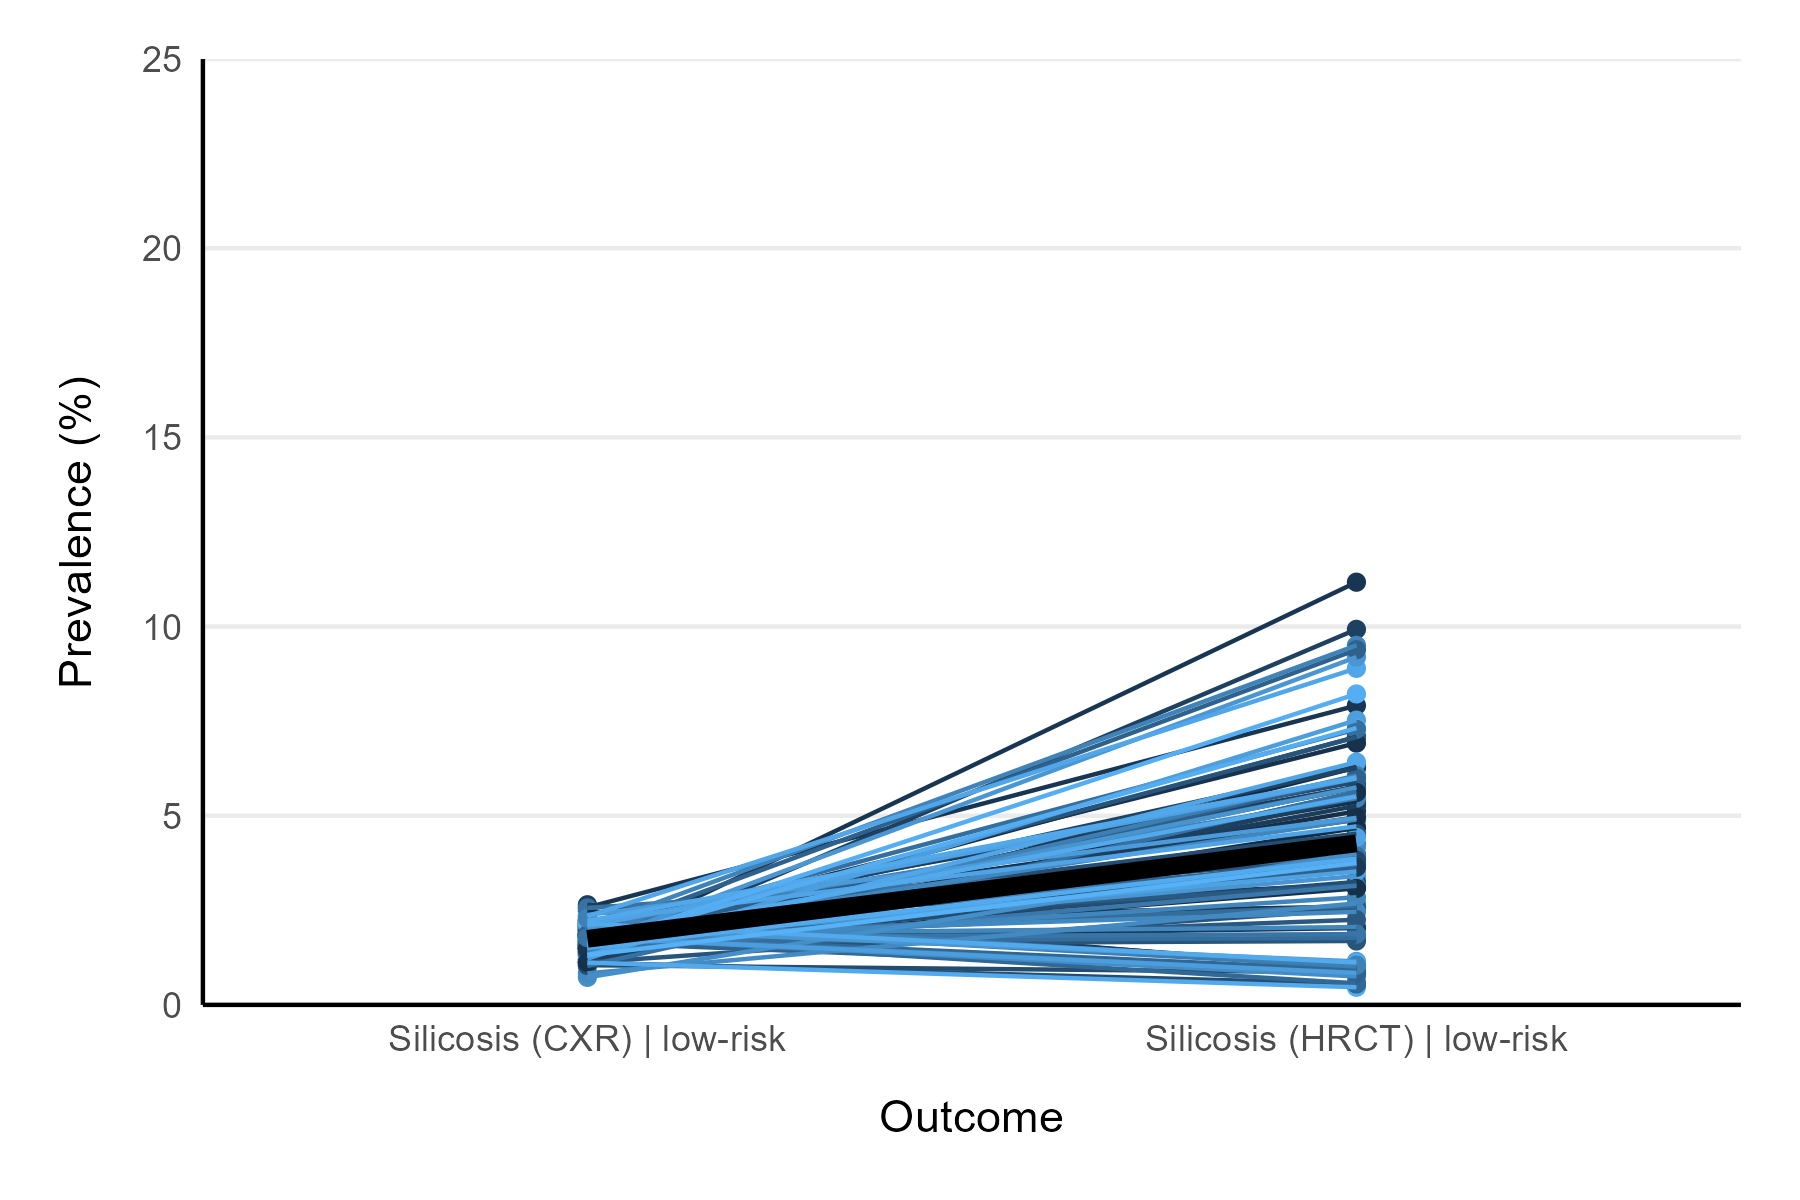 25
20
15
10
5
0
Prevalence (%)
Silicosis (CXR) | low-risk
Silicosis (HRCT) | low-risk
Outcome